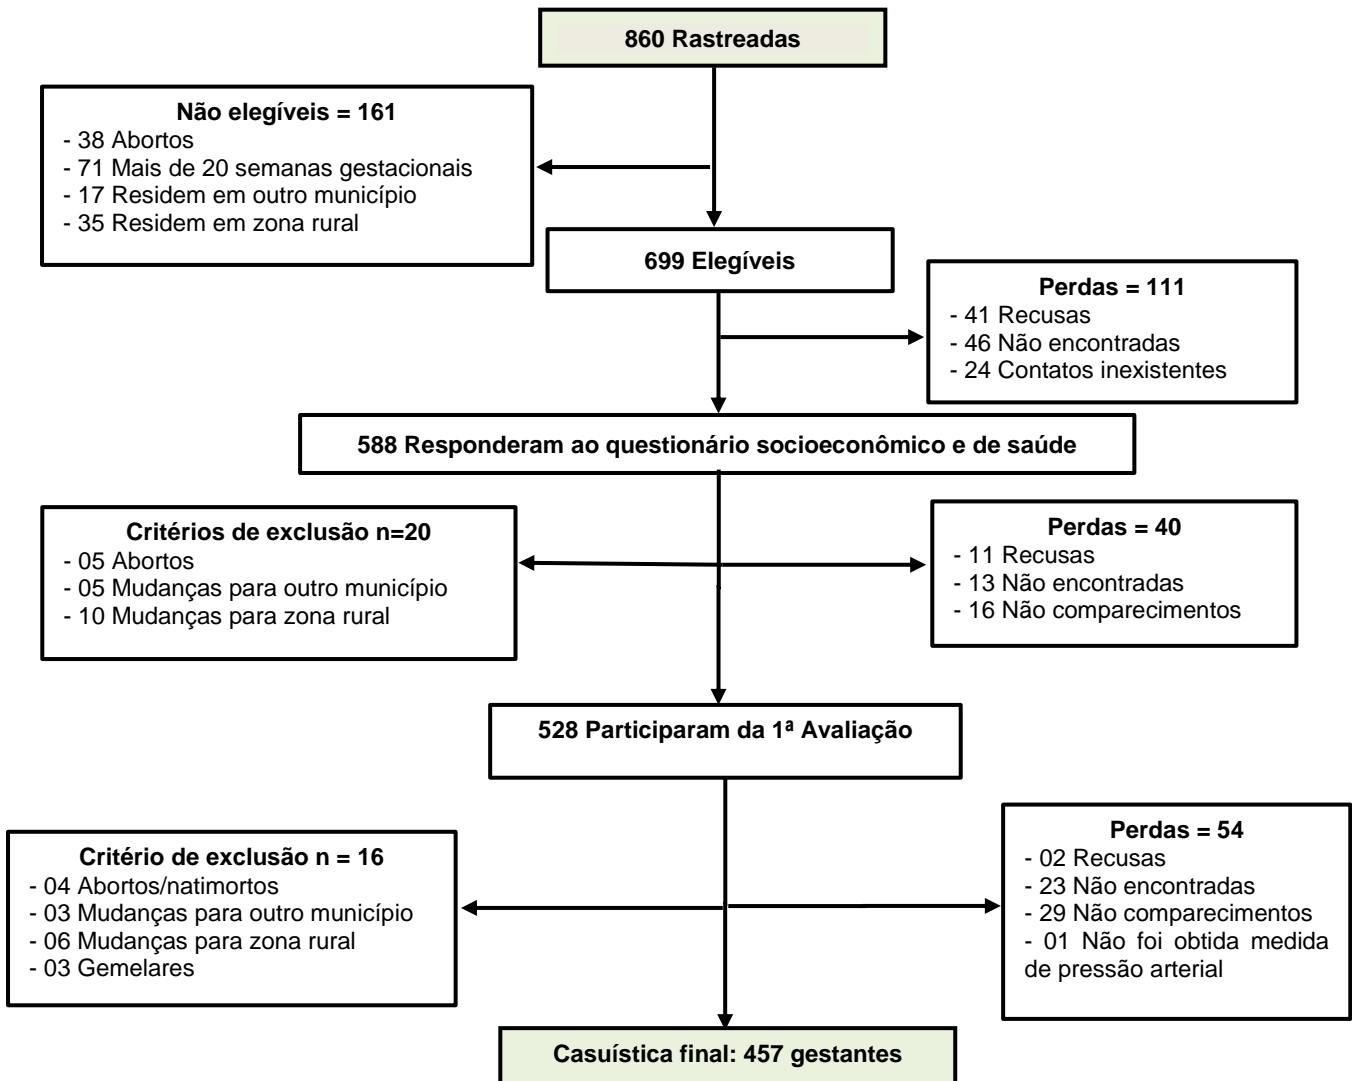 860 Rastreadas
Não elegíveis = 161
- 38 Abortos
- 71 Mais de 20 semanas gestacionais
- 17 Residem em outro município
- 35 Residem em zona rural
699 Elegíveis
Perdas = 111
- 41 Recusas
- 46 Não encontradas
- 24 Contatos inexistentes
588 Responderam ao questionário socioeconômico e de saúde
Critérios de exclusão n=20
- 05 Abortos
- 05 Mudanças para outro município
- 10 Mudanças para zona rural
Perdas = 40
- 11 Recusas
- 13 Não encontradas
- 16 Não comparecimentos
528 Participaram da 1ª Avaliação
Critério de exclusão n = 16
- 04 Abortos/natimortos
- 03 Mudanças para outro município
- 06 Mudanças para zona rural
- 03 Gemelares
Perdas = 54
- 02 Recusas
- 23 Não encontradas
- 29 Não comparecimentos
- 01 Não foi obtida medida
de pressão arterial
Casuística final: 457 gestantes